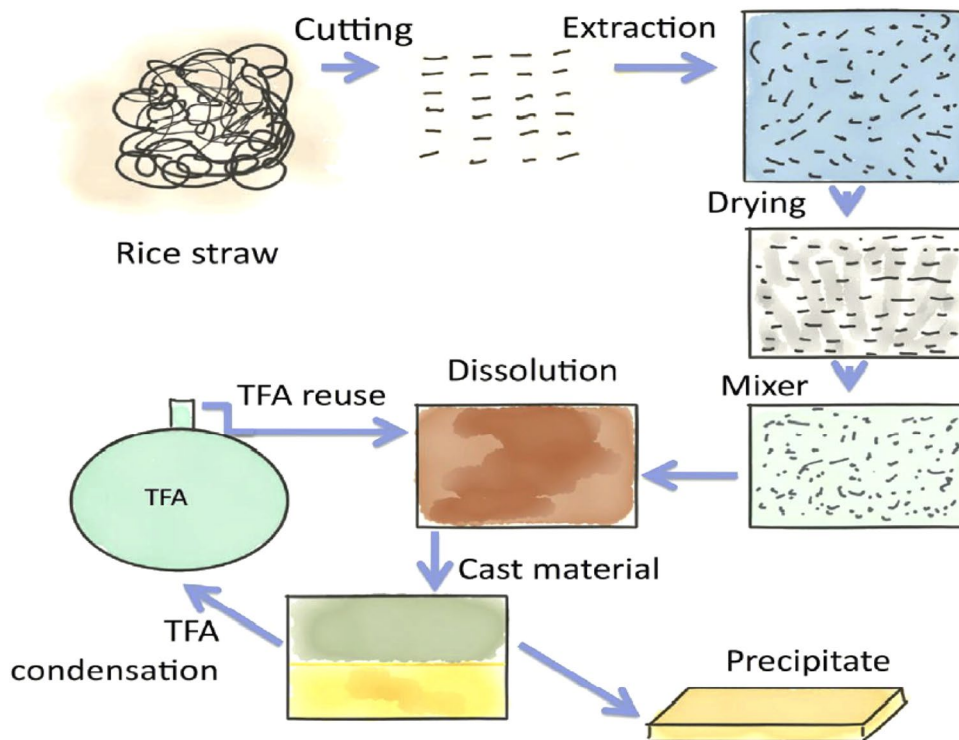 Cutting
Extraction
Rice straw
Drying
Mixer
Dissolution
TFA reuse
TFA
Cast material
TFA
condensation
Precipitate